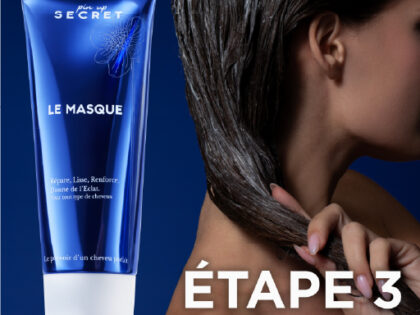 pin up
SECRET
LE MASQUE
Répare, Lisse, Renforce
Donne de l'Eclat.
Pour tout type de cheveux
Le pouvoir d'un cheveu parfait
ÉTAPE 3